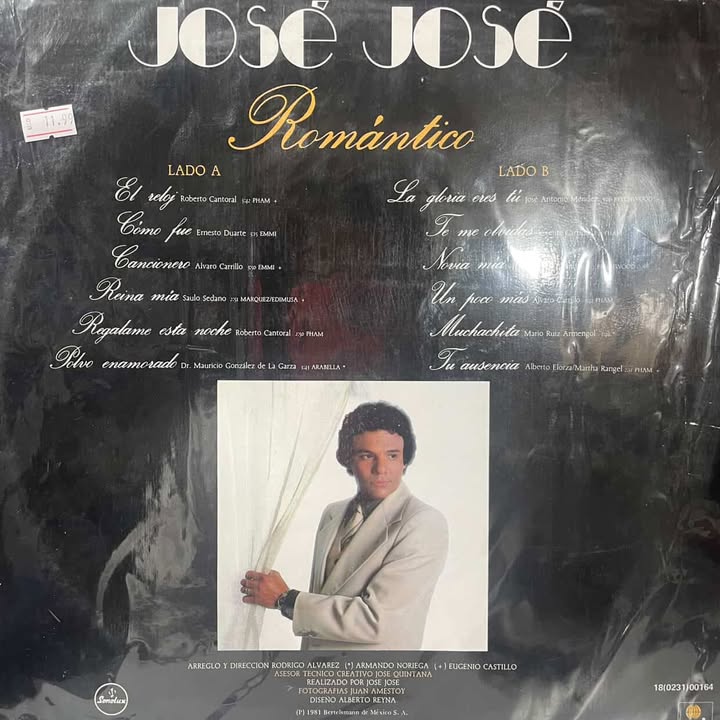 JOSÉ JOSÉ
11.99
Romántico
LADO A
El reloj Roberto Cantoral PHAM +
Cómo fue Ernesto Duarte EMMI
Cancionero Alvaro Carrillo EMMI +
Reina mía Saulo Sedano MARQUEZ/EDIMUSA +
Regalame esta noche Roberto Cantoral PHAM
Polvo enamorado Dr. Mauricio González de La Garza ARABELLA *
LADO B
La gloria eres tú José Antonio Méndez
Te me olvidas
Novia mía
Un poco más Alvaro Carrillo PHAM
Muchachita Mario Ruiz Armengol
Tu ausencia Alberto Elorza/Martha Rangel PHAM +
ARREGLO Y DIRECCION RODRIGO ALVAREZ (*) ARMANDO NORIEGA (+) EUGENIO CASTILLO
ASESOR TECNICO CREATIVO JOSE QUINTANA
REALIZADO POR JOSE JOSE
FOTOGRAFIAS JUAN AMESTOY
DISEÑO ALBERTO REYNA
(P) 1981 Bertelsmann de México S. A.
Sonolux
18(0231)00164